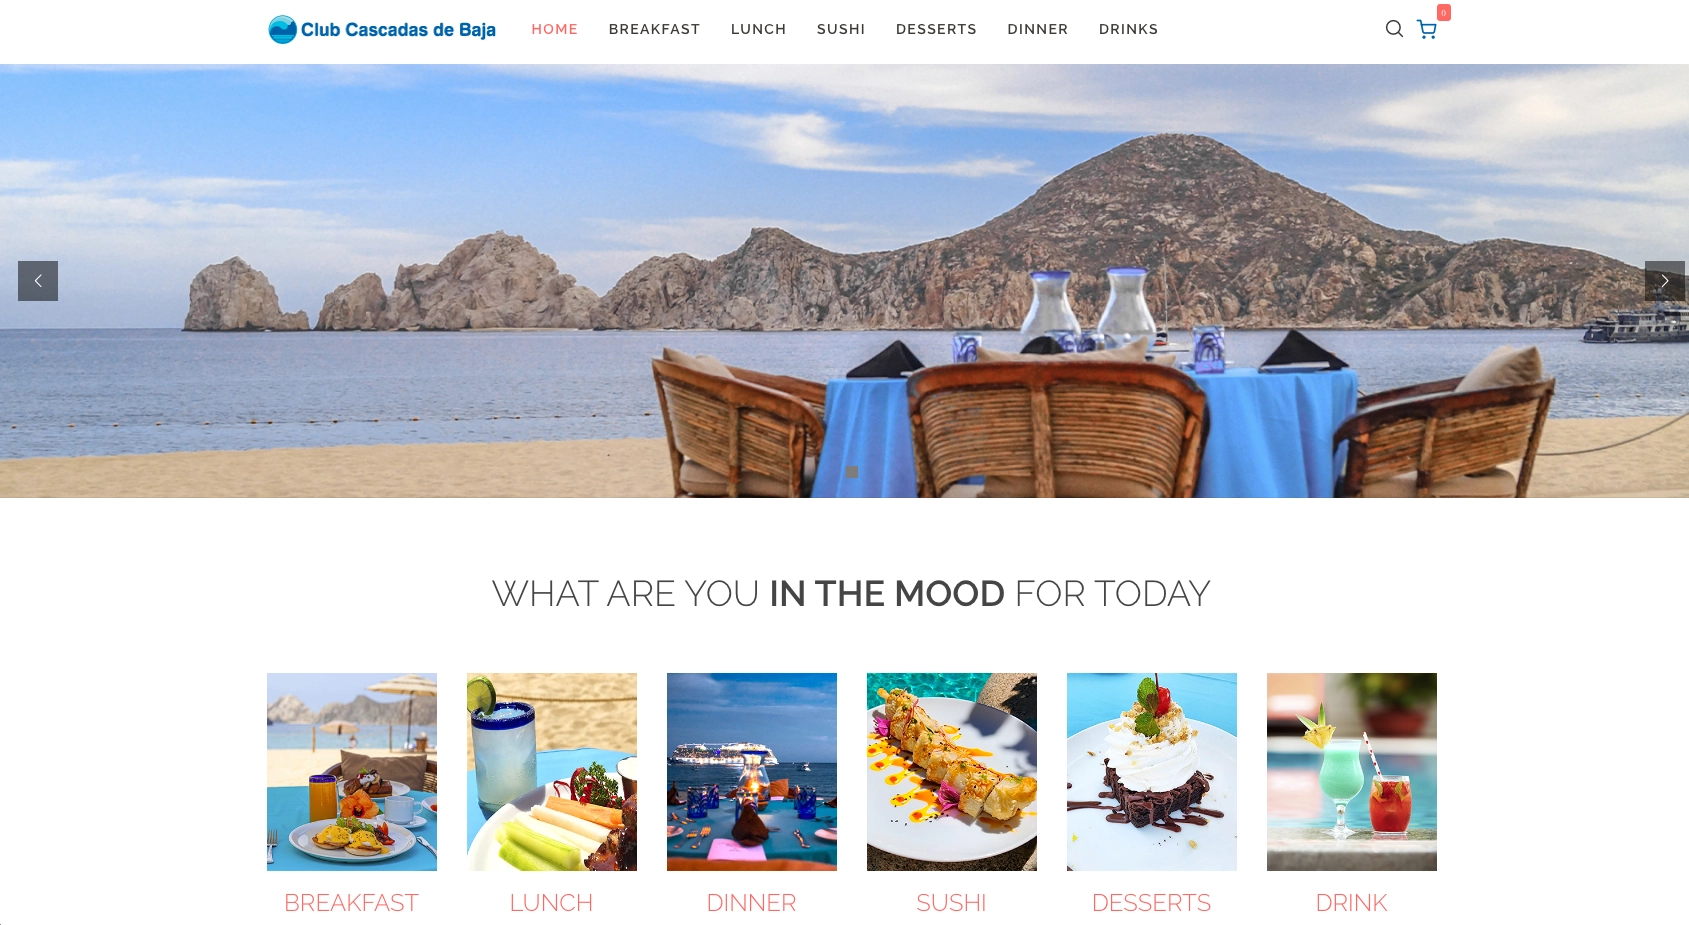 Club Cascadas de Baja HOME BREAKFAST LUNCH SUSHI DESSERTS DINNER DRINKS 0
WHAT ARE YOU IN THE MOOD FOR TODAY
BREAKFAST LUNCH DINNER SUSHI DESSERTS DRINK